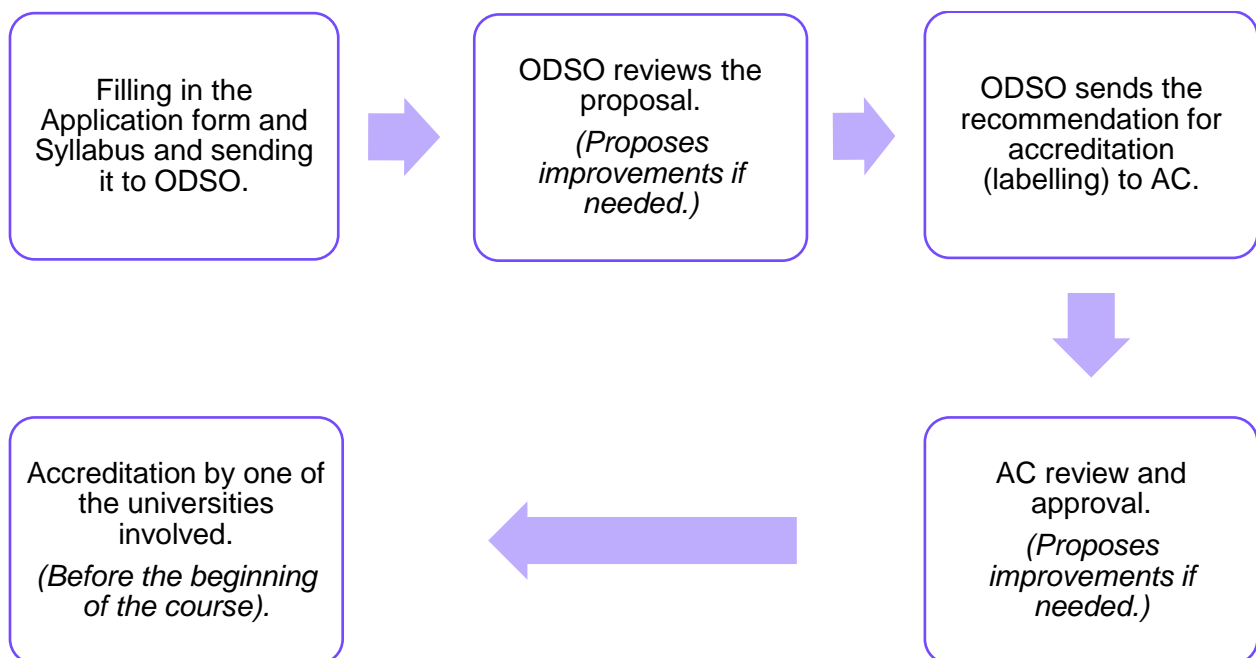 Filling in the
Application form and
Syllabus and sending
it to ODSO.
ODSO reviews the
proposal.
(Proposes
improvements if
needed.)
ODSO sends the
recommendation for
accreditation
(labelling) to AC.
AC review and
approval.
(Proposes
improvements if
needed.)
Accreditation by one of
the universities
involved.
(Before the beginning
of the course).